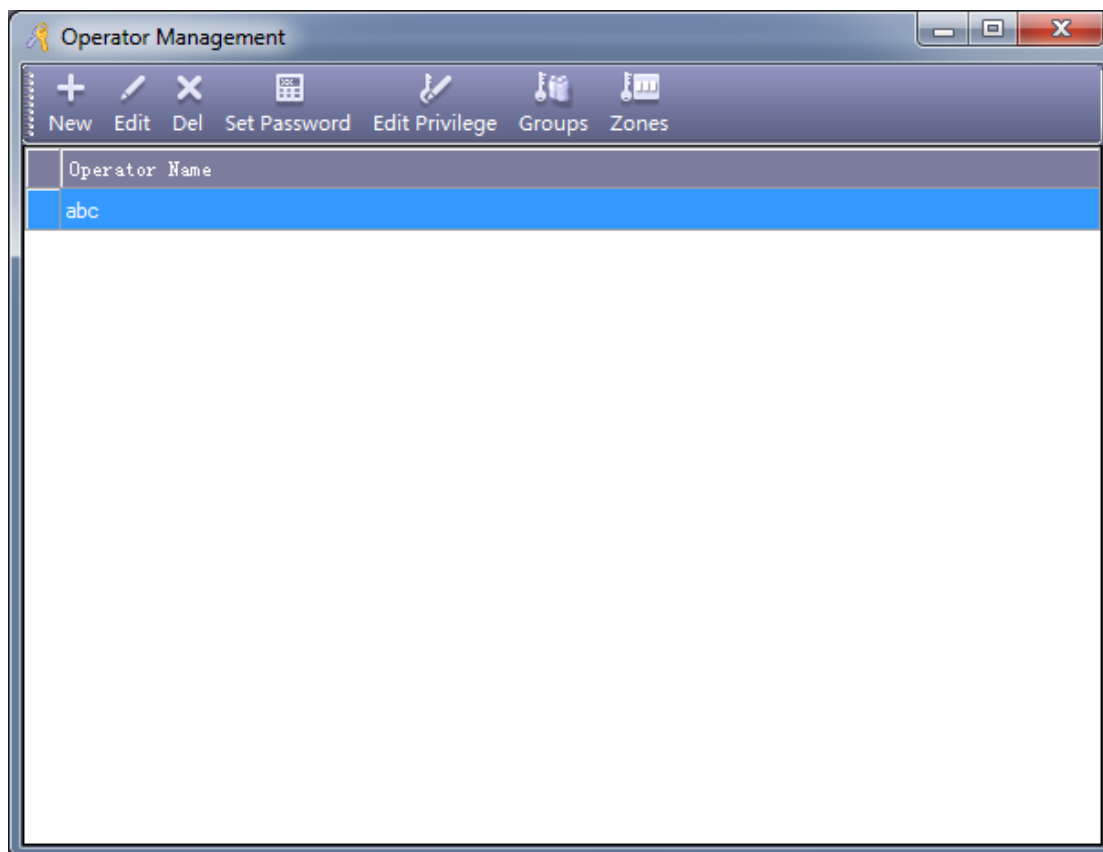 Operator Management
New Edit Del Set Password Edit Privilege Groups Zones
Operator Name
abc